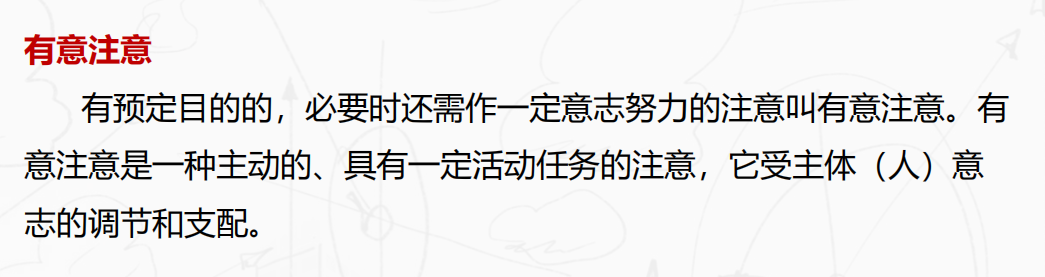 有意注意
有预定目的的，必要时还需作一定意志努力的注意叫有意注意。有
意注意是一种主动的、具有一定活动任务的注意，它受主体（人）意
志的调节和支配。